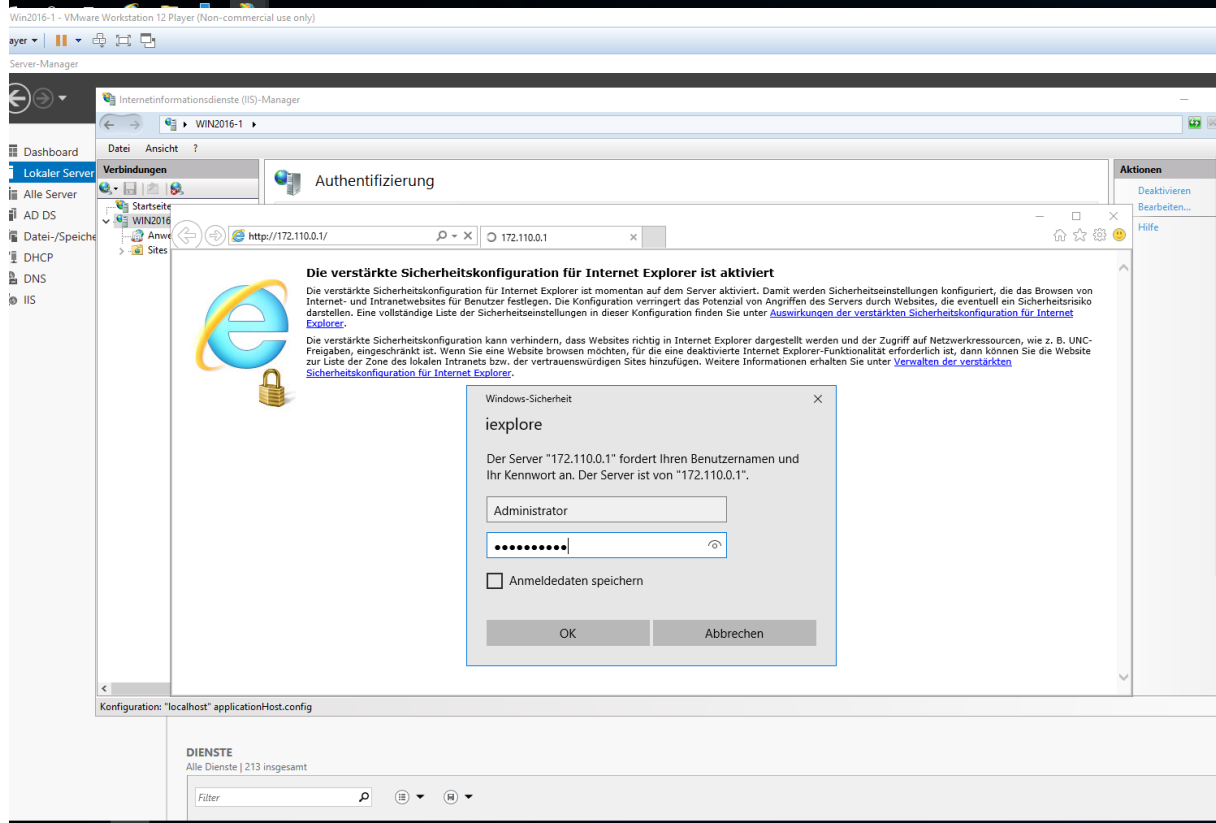 Win2016-1 - VMware Workstation 12 Player (Non-commercial use only)
ayer
Server-Manager
Internetinformationsdienste (IIS)-Manager
WIN2016-1
Datei Ansicht ?
Dashboard
Lokaler Server
Alle Server
AD DS
Datei-/Speiche
DHCP
DNS
IIS
Verbindungen
Startseite
WIN2016
Anwe
Sites
Authentifizierung
Aktionen
Deaktivieren
Bearbeiten...
Hilfe
http://172.110.0.1/
172.110.0.1
Die verstärkte Sicherheitskonfiguration für Internet Explorer ist aktiviert
Die verstärkte Sicherheitskonfiguration für Internet Explorer ist momentan auf dem Server aktiviert. Damit werden Sicherheitseinstellungen konfiguriert, die das Browsen von
Internet- und Intranetwebsites für Benutzer festlegen. Die Konfiguration verringert das Potenzial von Angriffen des Servers durch Websites, die eventuell ein Sicherheitsrisiko
darstellen. Eine vollständige Liste der Sicherheitseinstellungen in dieser Konfiguration finden Sie unter Auswirkungen der verstärkten Sicherheitskonfiguration für Internet
Explorer.
Die verstärkte Sicherheitskonfiguration kann verhindern, dass Websites richtig in Internet Explorer dargestellt werden und der Zugriff auf Netzwerkressourcen, wie z. B. UNC-
Freigaben, eingeschränkt ist. Wenn Sie eine Website browsen möchten, für die eine deaktivierte Internet Explorer-Funktionalität erforderlich ist, dann können Sie die Website
zur Liste der Zone des lokalen Intranets bzw. der vertrauenswürdigen Sites hinzufügen. Weitere Informationen erhalten Sie unter Verwalten der verstärkten
Sicherheitskonfiguration für Internet Explorer.
Windows-Sicherheit
iexplore
Der Server "172.110.0.1" fordert Ihren Benutzernamen und
Ihr Kennwort an. Der Server ist von "172.110.0.1".
Administrator
●●●●●●●●●●
Anmeldedaten speichern
OK
Abbrechen
Konfiguration: "localhost" applicationHost.config
DIENSTE
Alle Dienste | 213 insgesamt
Filter